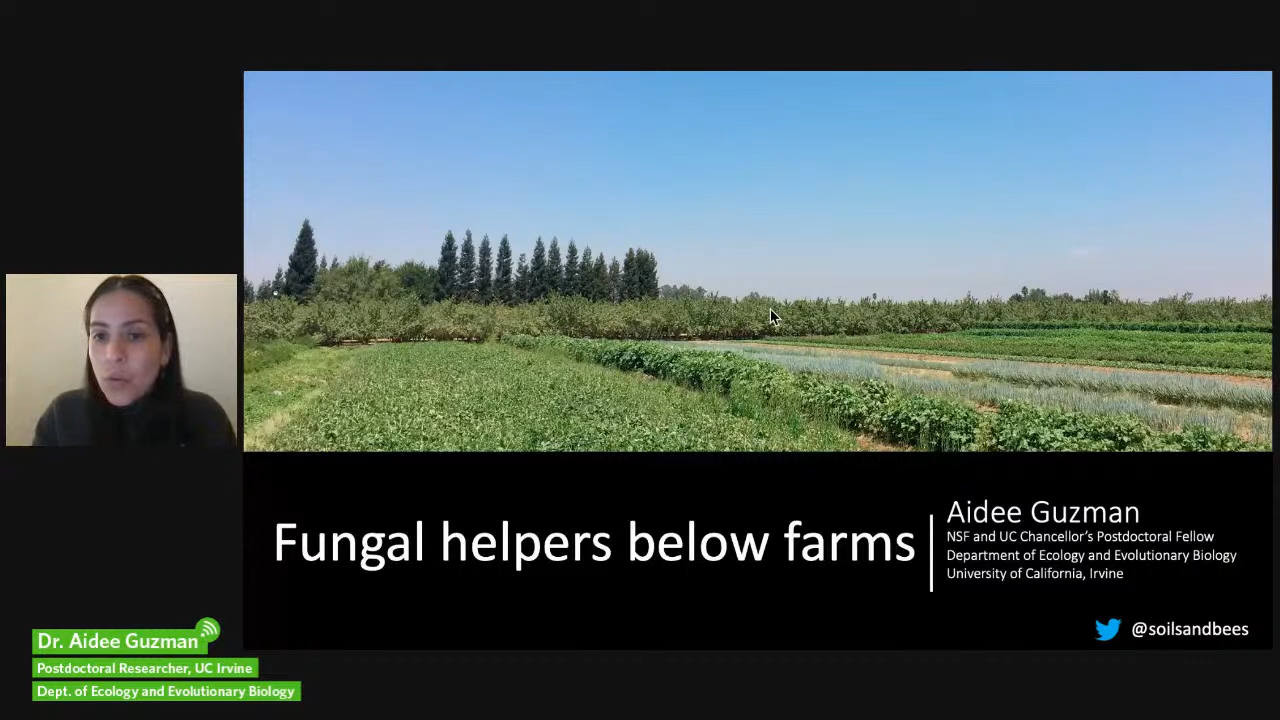 Fungal helpers below farms
Aidee Guzman
NSF and UC Chancellor's Postdoctoral Fellow
Department of Ecology and Evolutionary Biology
University of California, Irvine
@soilsandbees
Dr. Aidee Guzman
Postdoctoral Researcher, UC Irvine
Dept. of Ecology and Evolutionary Biology